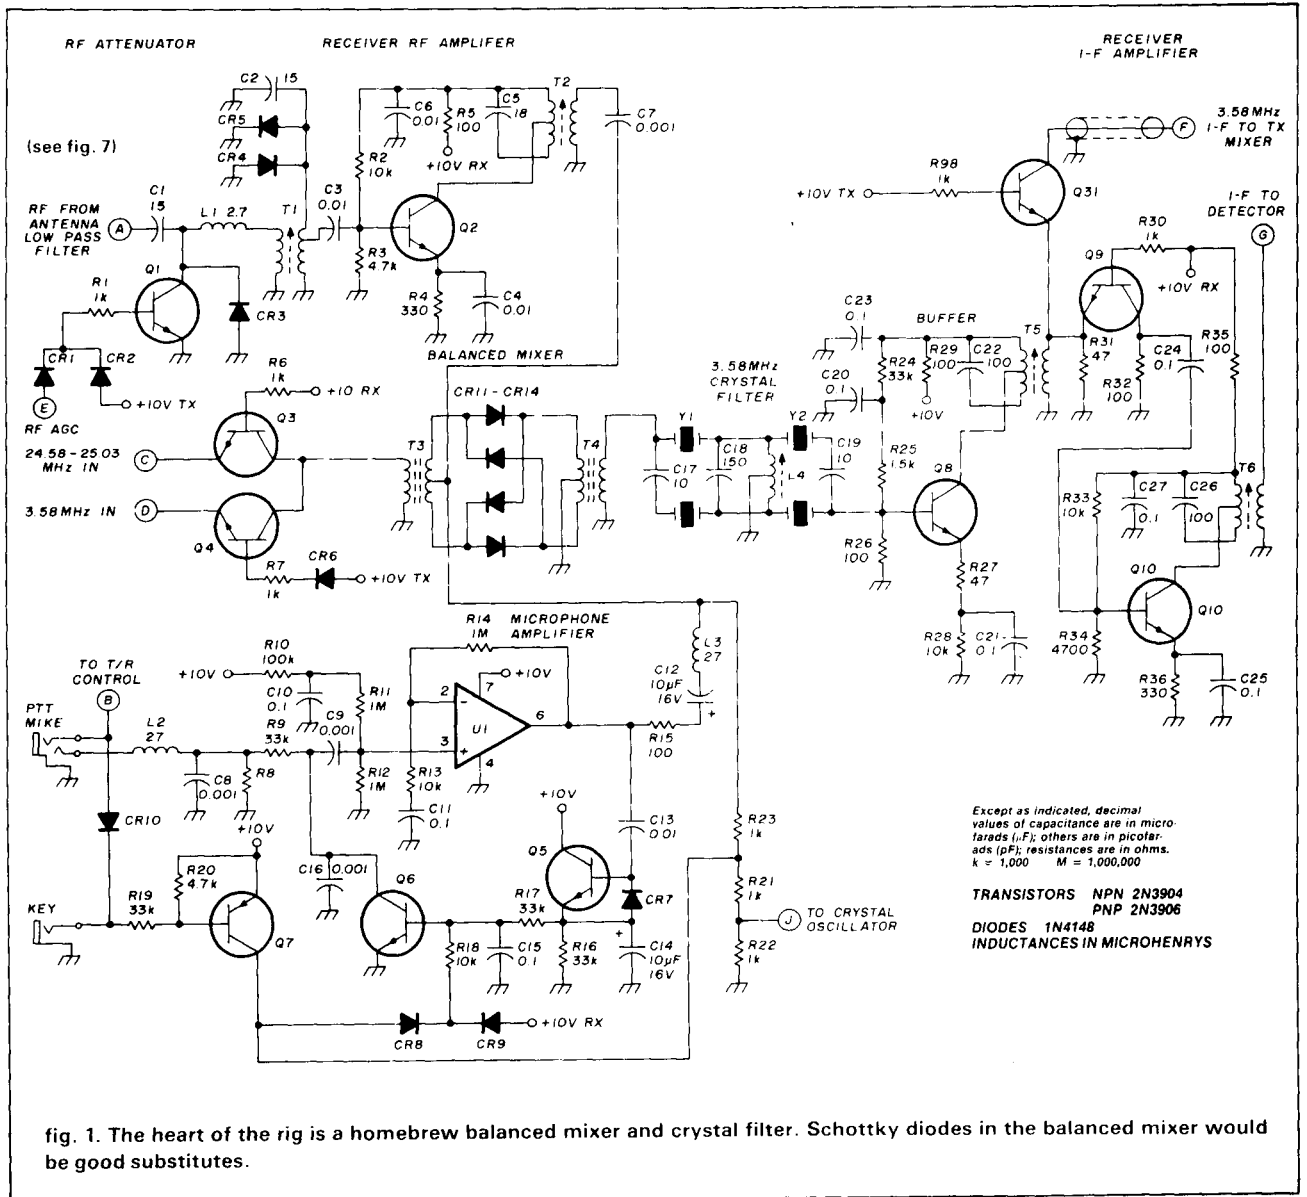 RF ATTENUATOR
RECEIVER RF AMPLIFER
RECEIVER
I-F AMPLIFIER
C2
15
T2
CR5
C6
0.01
R5
100
C5
18
C7
0.001
3.58MHz
I-F TO TX
MIXER
F
(see fig. 7)
CR4
+10V RX
R2
10k
R98
1k
+10V TX
Q31
I-F TO
DETECTOR
G
C1
15
L1 2.7
T1
C3
0.01
RF FROM
ANTENNA
LOW PASS
FILTER
A
Q2
R30
1k
Q9
R3
4.7k
+10V RX
Q1
R1
1k
R4
330
C4
0.01
C23
0.1
BUFFER
T5
CR3
BALANCED MIXER
R24
33k
R29
100
C22
100
R31
47
C24
0.1
R35
100
CR1
CR2
R6
1k
CR11-CR14
3.58MHz
CRYSTAL
FILTER
C20
0.1
+10V
R32
100
E
+10V TX
+10 RX
RF AGC
Q3
24.58-25.03
MHz IN
C
T3
T4
Y1
Y2
C17
10
C18
150
L4
C19
10
R25
1.5k
Q8
T6
3.58MHz IN
D
R33
10k
C27
0.1
C26
100
Q4
R7
1k
CR6
+10V TX
R26
100
R27
47
Q10
Q10
R14
1M
MICROPHONE
AMPLIFIER
L3
27
R28
10k
C21
0.1
R34
4700
R36
330
C25
0.1
TO T/R
CONTROL
B
R10
100k
+10V
C10
0.1
R11
1M
+10V
7
2
-
U1
6
3
+
4
C12
10µF
16V
+
R15
100
PTT
MIKE
L2
27
R9
33k
C9
0.001
C8
0.001
R8
R12
1M
R13
10k
C11
0.1
CR10
+10V
+10V
C13
0.01
R23
1k
Except as indicated, decimal
values of capacitance are in micro-
farads (µF); others are in picofar-
ads (pF); resistances are in ohms.
k = 1,000 M = 1,000,000
R20
4.7k
C16
0.001
Q6
Q5
CR7
R21
1k
TRANSISTORS NPN 2N3904
PNP 2N3906
DIODES 1N4148
INDUCTANCES IN MICROHENRYS
KEY
R19
33k
Q7
R17
33k
J
TO CRYSTAL
OSCILLATOR
R18
10k
C15
0.1
R16
33k
+
C14
10µF
16V
R22
1k
CR8
CR9
+10V RX
fig. 1. The heart of the rig is a homebrew balanced mixer and crystal filter. Schottky diodes in the balanced mixer would
be good substitutes.